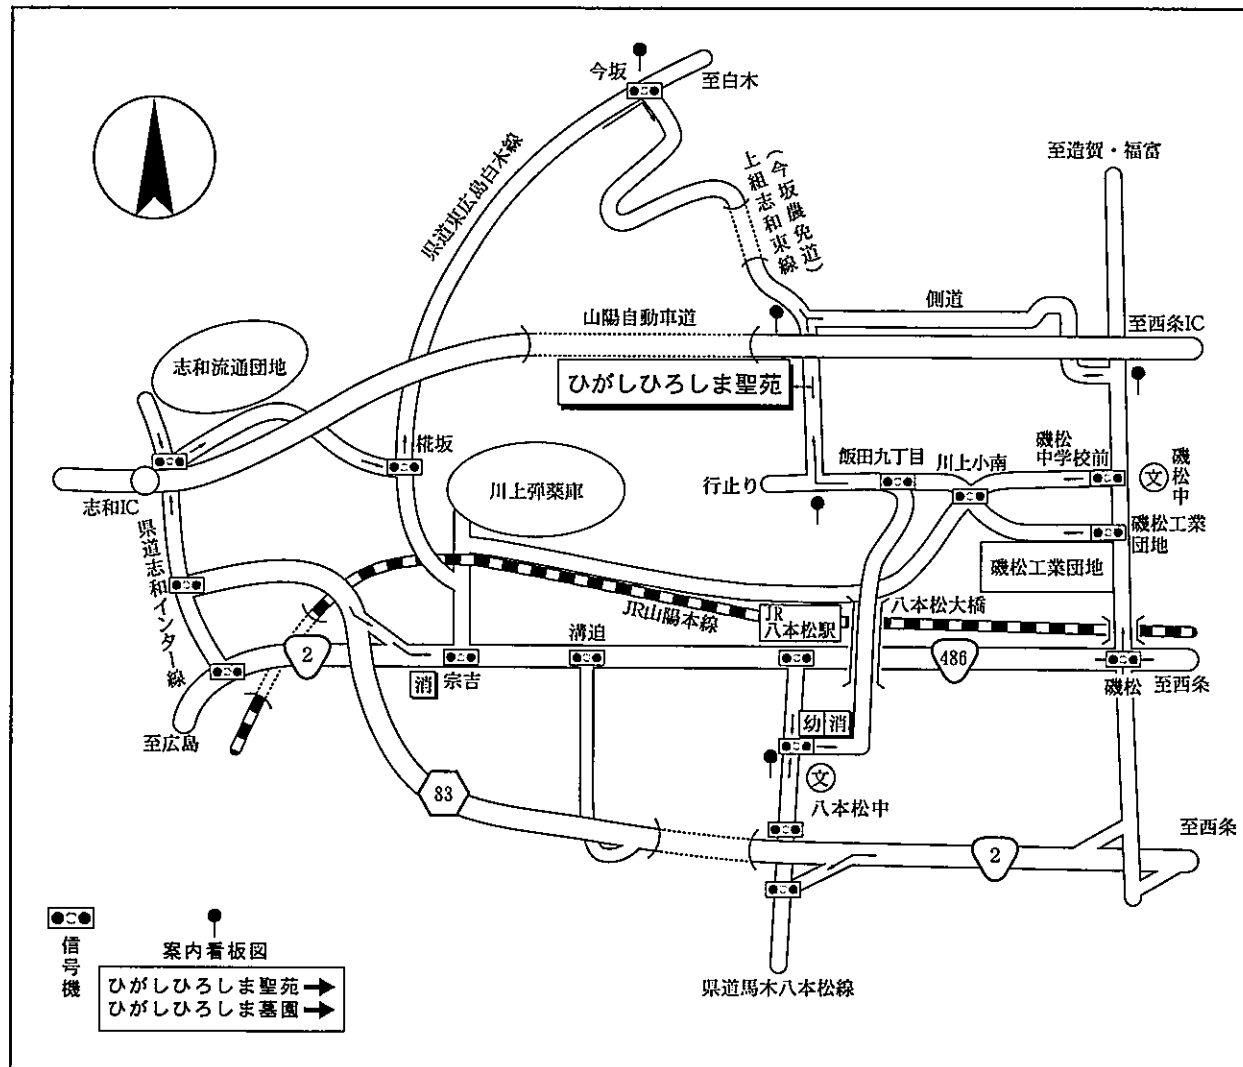 今坂
至白木
県道東広島白木線
上組志和東線
(今坂農免道)
至造賀・福富
側道
山陽自動車道
至西条IC
志和流通団地
ひがしひろしま聖苑
椛坂
志和IC
川上弾薬庫
行止り
飯田九丁目
川上小南
磯松
中学校前
文
磯松中
磯松工業
団地
磯松工業団地
県道志和インター線
JR山陽本線
JR
八本松駅
八本松大橋
2
溝迫
486
消
宗吉
磯松
至西条
至広島
幼
消
文
八本松中
83
2
至西条
信号機
案内看板図
ひがしひろしま聖苑→
ひがしひろしま墓園→
県道馬木八本松線